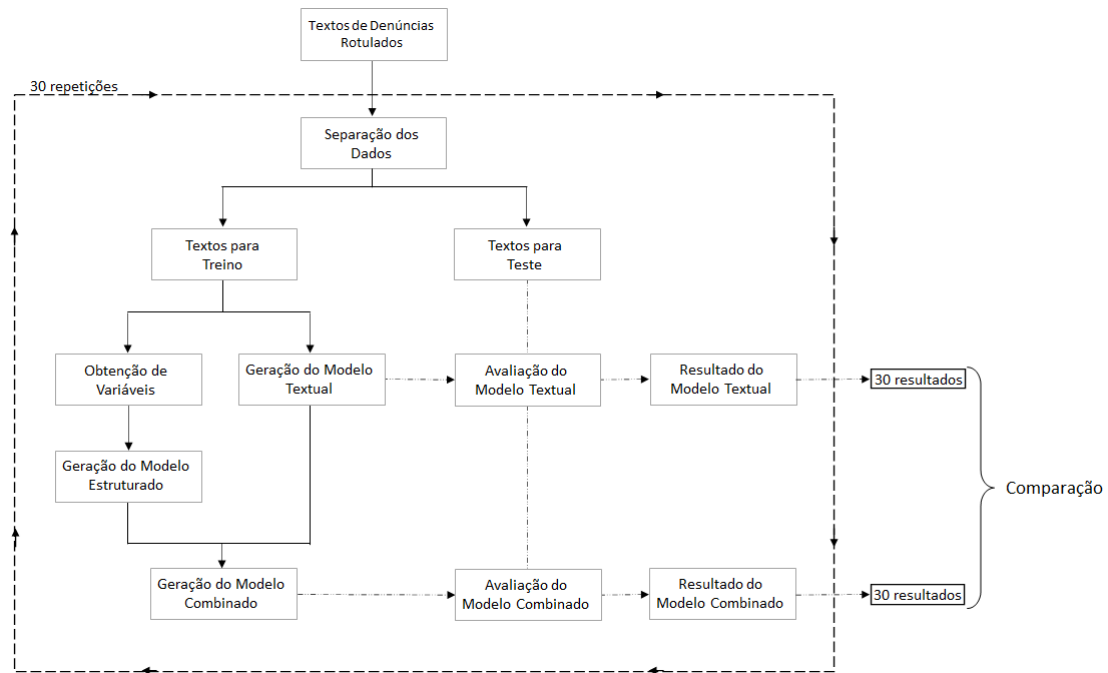 Textos de Denúncias
Rotulados
30 repetições
Separação dos
Dados
Textos para
Treino
Textos para
Teste
Obtenção de
Variáveis
Geração do Modelo
Textual
Avaliação do
Modelo Textual
Resultado do
Modelo Textual
30 resultados
Geração do Modelo
Estruturado
Comparação
Geração do Modelo
Combinado
Avaliação do
Modelo Combinado
Resultado do
Modelo Combinado
30 resultados